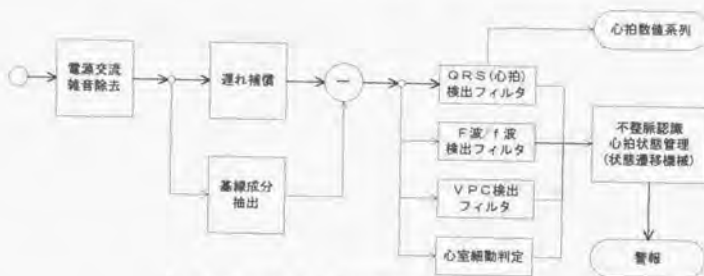 電源交流
雑音除去
遅れ補償
基線成分
抽出
－
QRS(心拍)
検出フィルタ
F波/f波
検出フィルタ
VPC検出
フィルタ
心室細動判定
心拍数値系列
不整脈認識
心拍状態管理
(状態遷移機械)
警報